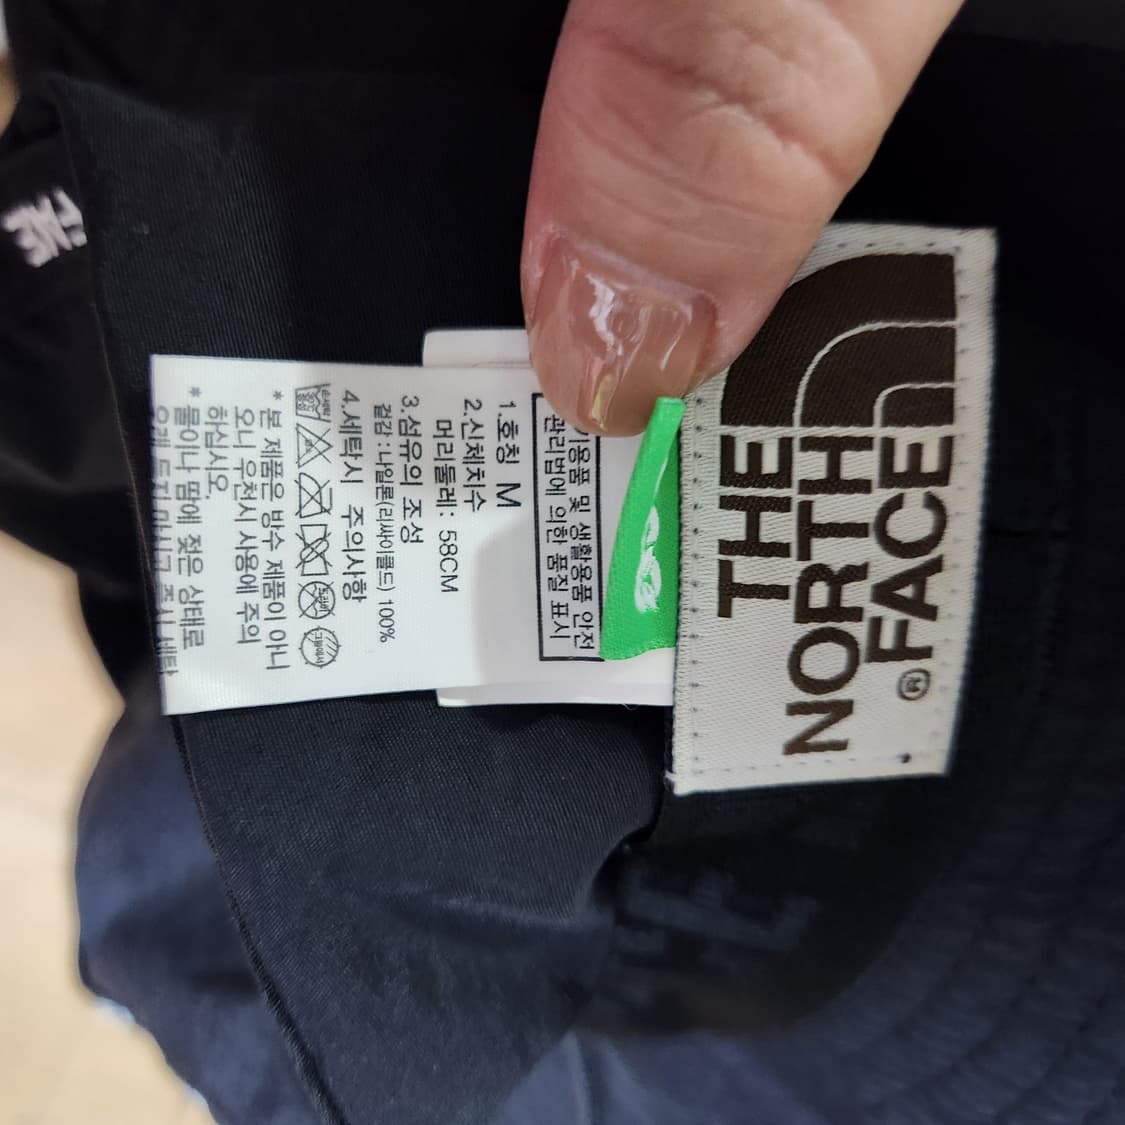 THE
NORTH
FACE®
기용품 및 생활용품 안전
관리법에 의한 품질 표시
1.호칭 M
2.신체치수
머리둘레: 58CM
3.섬유의 조성
겉감 : 나일론(리싸이클드) 100%
4.세탁시 주의사항
* 본 제품은 방수 제품이 아니
오니 우천시 사용에 주의
하십시오.
* 물이나 땀에 젖은 상태로